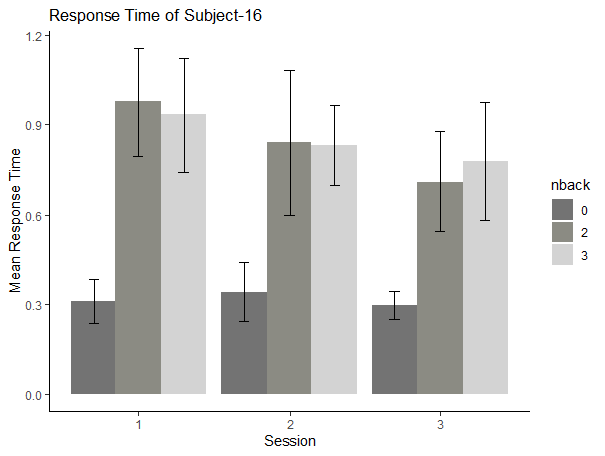 Response Time of Subject-16
1.2
0.9
0.6
0.3
0.0
Mean Response Time
1
2
3
Session
nback
0
2
3